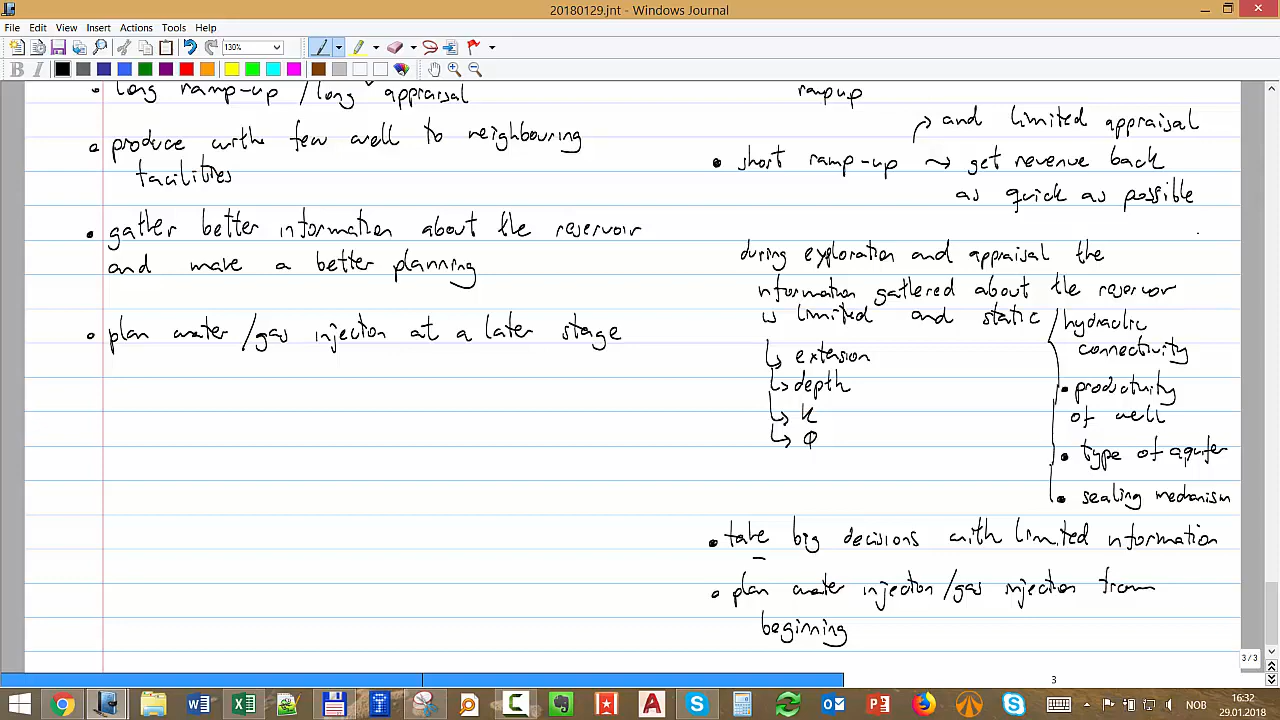 20180129.jnt - Windows Journal
File Edit View Insert Actions Tools Help
130%
B I
• long ramp-up / long appraisal
• produce with few well to neighbouring
facilities
• gather better information about the reservoir
and make a better planning
• plan water /gas injection at a later stage
ramp up
and limited appraisal
• short ramp-up → get revenue back
as quick as possible
during exploration and appraisal the
information gathered about the reservoir
is limited and static
↳ extension
↳ depth
↳ K
↳ Φ
hydraulic
connectivity
• productivity
of well
• type of aquifer
• sealing mechanism
• take big decisions with limited information
• plan water injection /gas injection from
beginning
3 / 3
3
16:32
NOB
29.01.2018